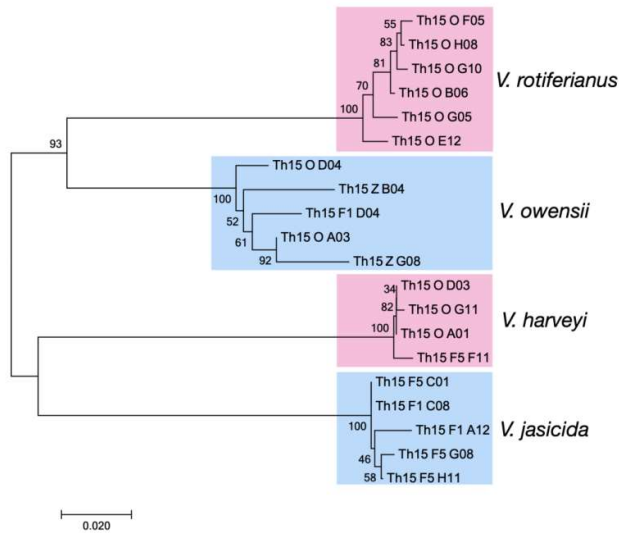 55
Th15 O F05
83
Th15 O H08
Th15 O G10
81
Th15 O B06
70
Th15 O G05
100
Th15 O E12
V. rotiferianus
93
Th15 O D04
100
Th15 Z B04
52
Th15 F1 D04
61
Th15 O A03
92
Th15 Z G08
V. owensii
34
Th15 O D03
82
Th15 O G11
100
Th15 O A01
Th15 F5 F11
V. harveyi
Th15 F5 C01
Th15 F1 C08
100
Th15 F1 A12
46
Th15 F5 G08
58
Th15 F5 H11
V. jasicida
0.020